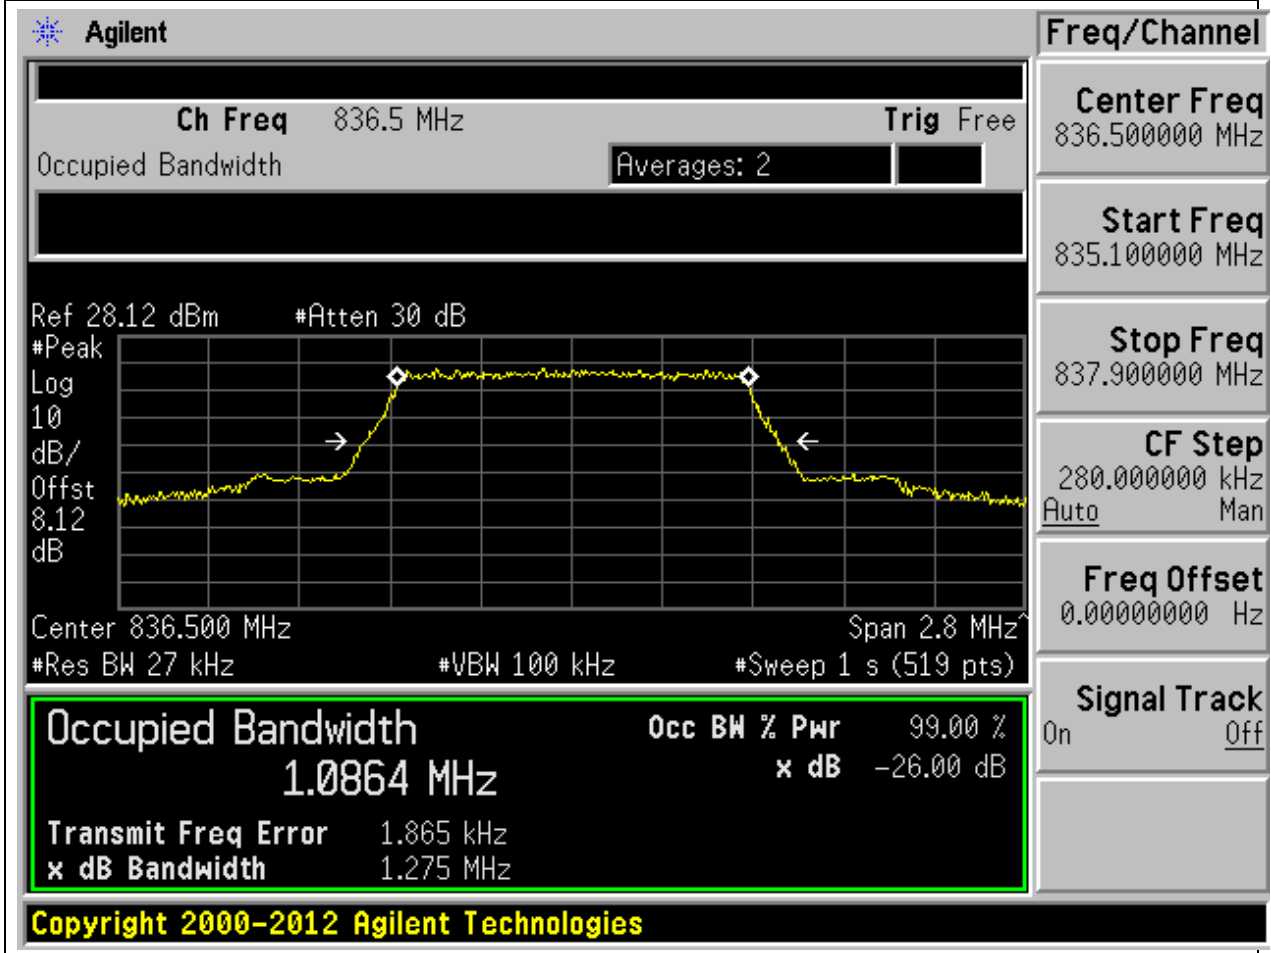 Agilent
Freq/Channel
Ch Freq 836.5 MHz Trig Free
Occupied Bandwidth Averages: 2
Center Freq
836.500000 MHz
Start Freq
835.100000 MHz
Stop Freq
837.900000 MHz
CF Step
280.000000 kHz
Auto Man
Freq Offset
0.00000000 Hz
Signal Track
On Off
Ref 28.12 dBm #Atten 30 dB
#Peak
Log
10
dB/
Offst
8.12
dB
Center 836.500 MHz Span 2.8 MHz^
#Res BW 27 kHz #VBW 100 kHz #Sweep 1 s (519 pts)
Occupied Bandwidth Occ BW % Pwr 99.00 %
1.0864 MHz x dB -26.00 dB
Transmit Freq Error 1.865 kHz
x dB Bandwidth 1.275 MHz
Copyright 2000-2012 Agilent Technologies